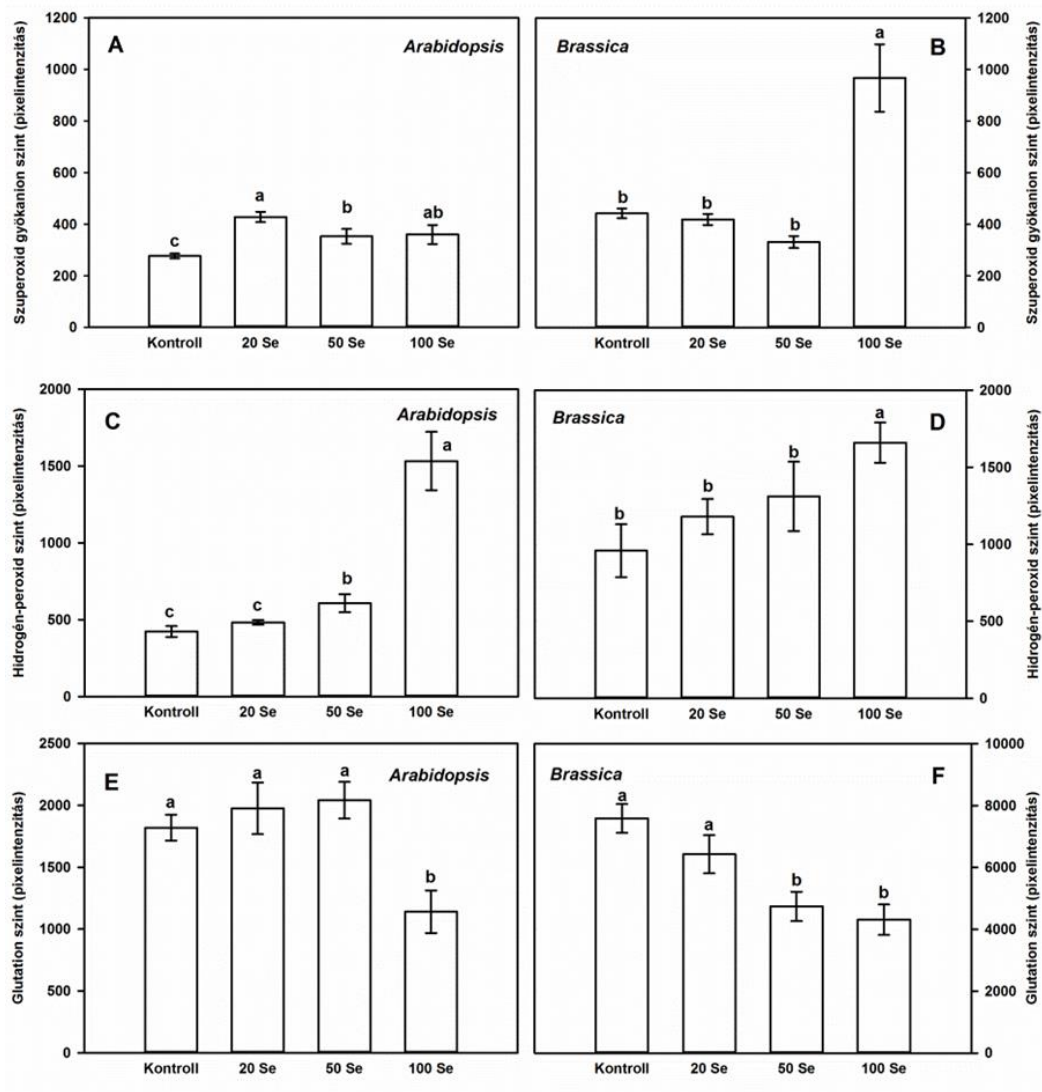 Szuperoxid gyökanion szint (pixelintenzitás)
1200
1000
800
600
400
200
0
A
Arabidopsis
c
a
b
ab
Kontroll 20 Se 50 Se 100 Se
Brassica
B
b
b
b
a
Kontroll 20 Se 50 Se 100 Se
1200
1000
800
600
400
200
0
Szuperoxid gyökanion szint (pixelintenzitás)
Hidrogén-peroxid szint (pixelintenzitás)
2000
1500
1000
500
0
C
Arabidopsis
c
c
b
a
Kontroll 20 Se 50 Se 100 Se
Brassica
D
b
b
b
a
Kontroll 20 Se 50 Se 100 Se
2000
1500
1000
500
0
Hidrogén-peroxid szint (pixelintenzitás)
Glutation szint (pixelintenzitás)
2500
2000
1500
1000
500
0
E
Arabidopsis
a
a
a
b
Kontroll 20 Se 50 Se 100 Se
Brassica
F
a
a
b
b
Kontroll 20 Se 50 Se 100 Se
10000
8000
6000
4000
2000
0
Glutation szint (pixelintenzitás)